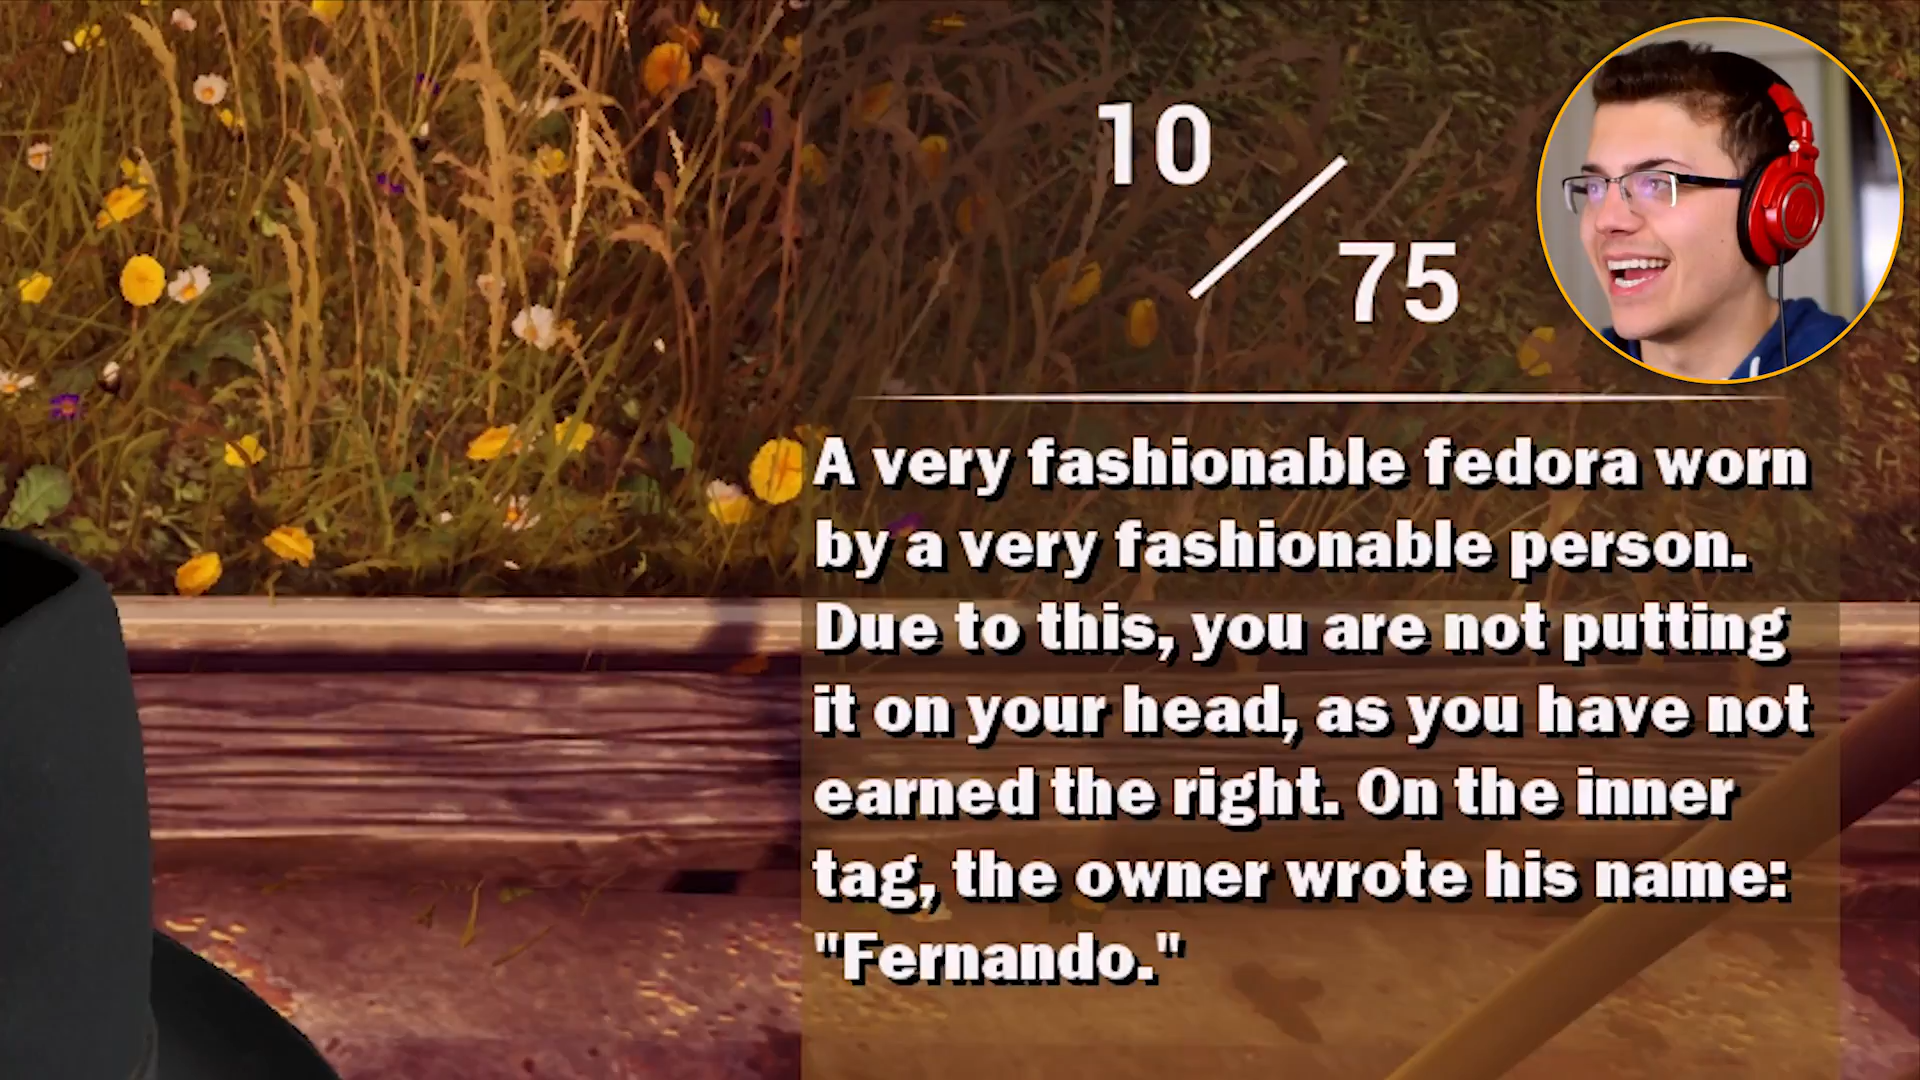 10
/
75
A very fashionable fedora worn
by a very fashionable person.
Due to this, you are not putting
it on your head, as you have not
earned the right. On the inner
tag, the owner wrote his name:
"Fernando."